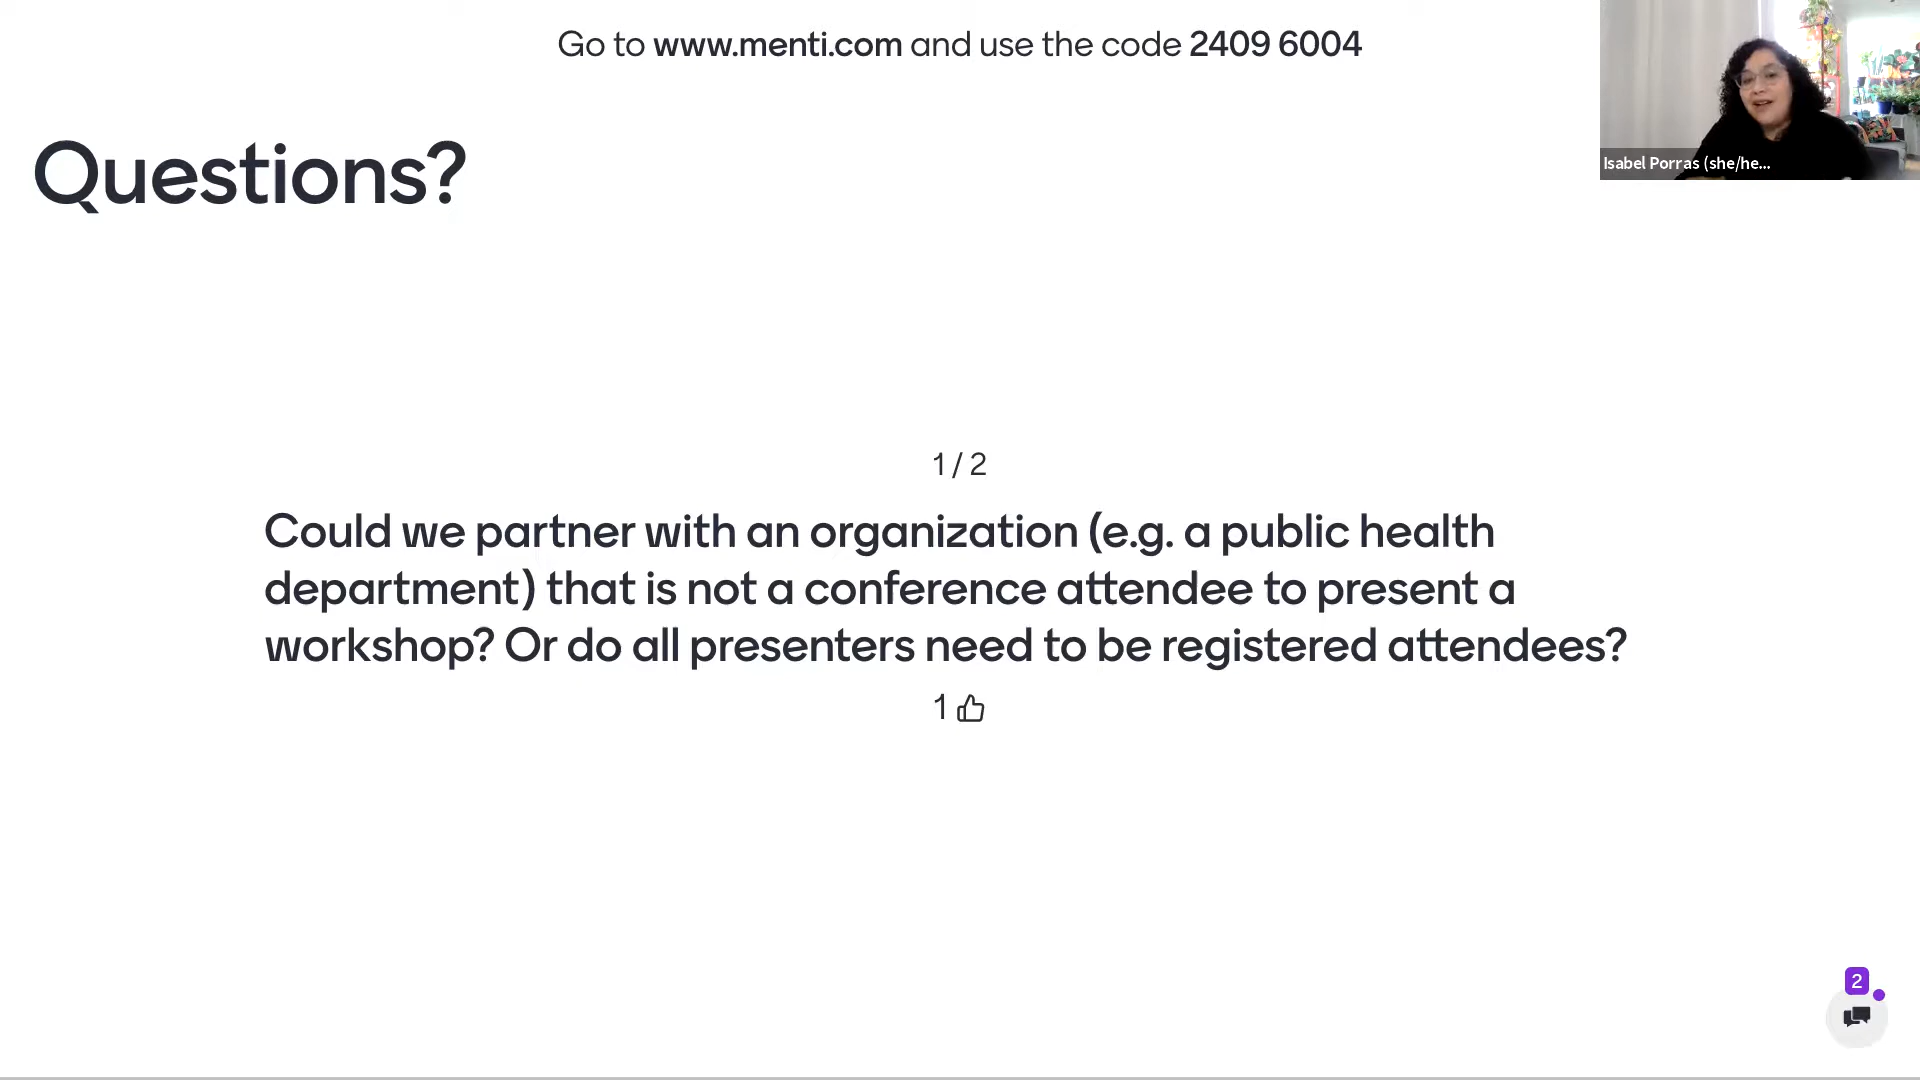 Go to www.menti.com and use the code 2409 6004
Isabel Porras (she/he...
Questions?
1 / 2
Could we partner with an organization (e.g. a public health
department) that is not a conference attendee to present a
workshop? Or do all presenters need to be registered attendees?
1
2